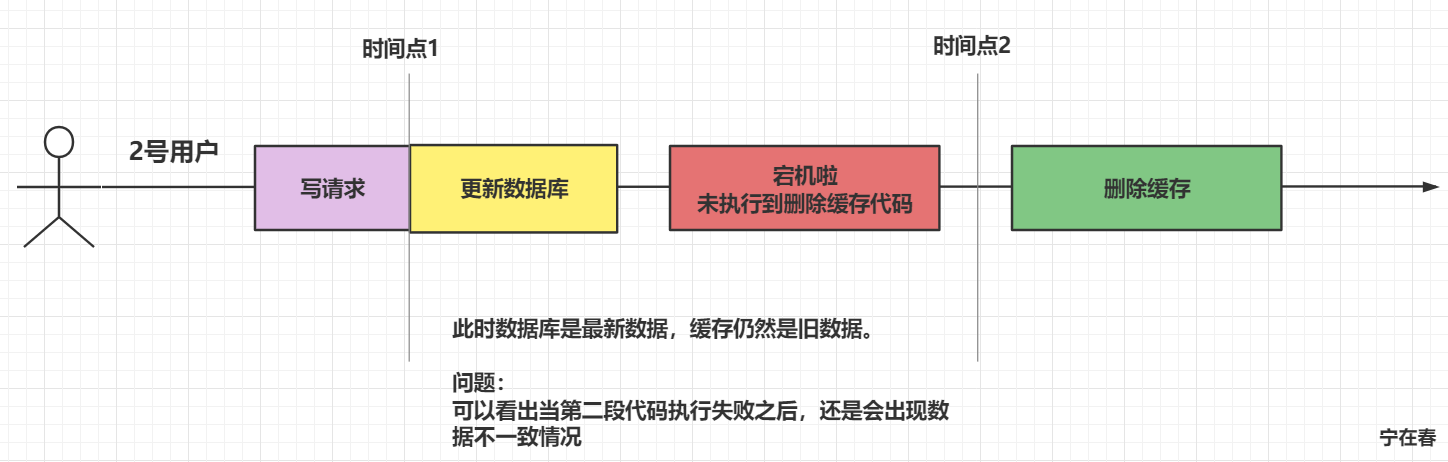 时间点1
时间点2
2号用户
写请求
更新数据库
宕机啦
未执行到删除缓存代码
删除缓存
此时数据库是最新数据，缓存仍然是旧数据。
问题：
可以看出当第二段代码执行失败之后，还是会出现数
据不一致情况
宁在春